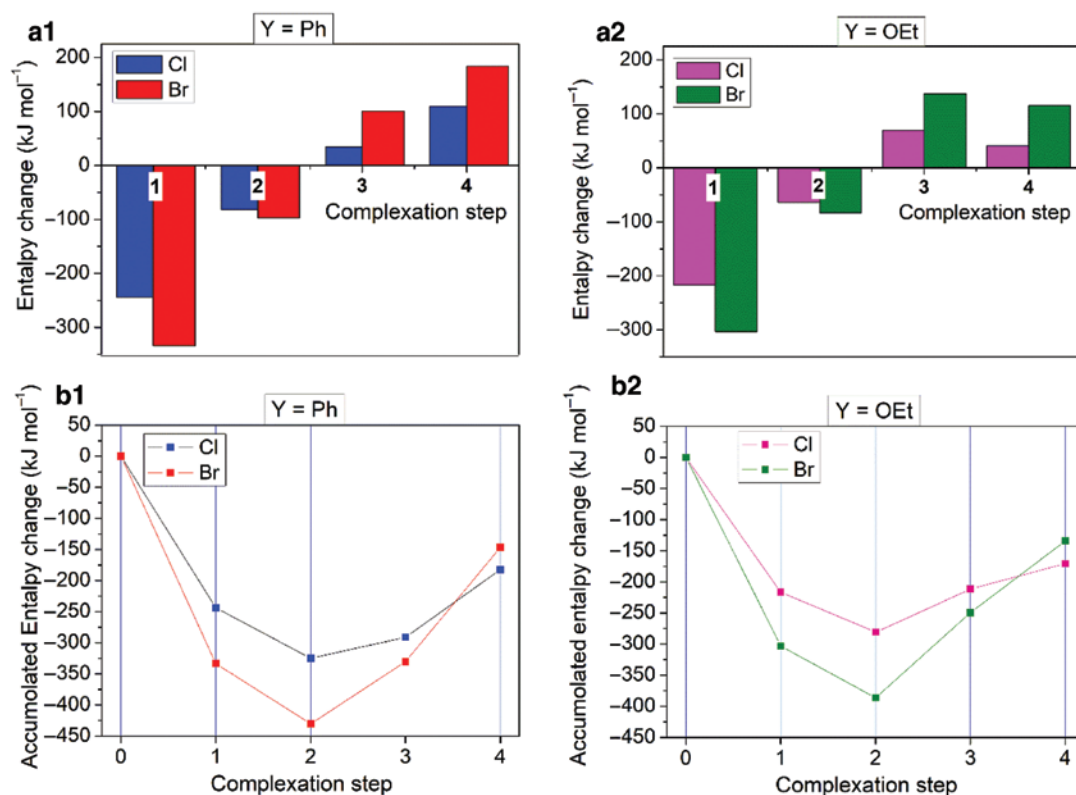 a1
Y = Ph
Entalpy change (kJ mol⁻¹)
200
100
0
−100
−200
−300
Cl
Br
1
2
3
4
Complexation step
a2
Y = OEt
Entalpy change (kJ mol⁻¹)
200
100
0
−100
−200
−300
Cl
Br
1
2
3
4
Complexation step
b1
Y = Ph
Accumolated Entalpy change (kJ mol⁻¹)
50
0
−50
−100
−150
−200
−250
−300
−350
−400
−450
Cl
Br
0
1
2
3
4
Complexation step
b2
Y = OEt
Accumolated entalpy change (kJ mol⁻¹)
50
0
−50
−100
−150
−200
−250
−300
−350
−400
−450
Cl
Br
0
1
2
3
4
Complexation step